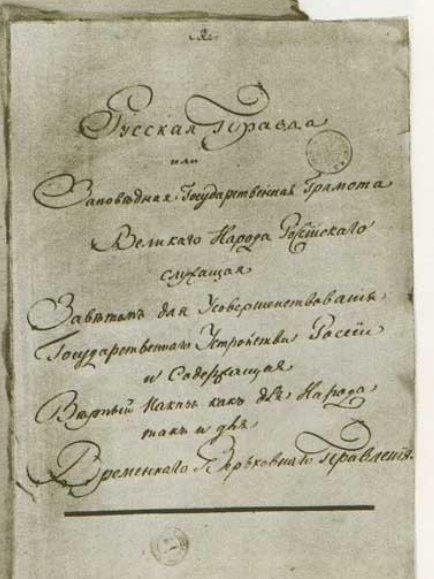 Русская Правда
или
Заповѣдная Государственная Грамота
Великаго Народа Россійскаго
служащая
Завѣтомъ для Усовершенствованія
Государственнаго Устройства Россіи
и Содержащая
Вѣрный Наказъ какъ для Народа
такъ и для
Временнаго Верьховнаго Правленія.